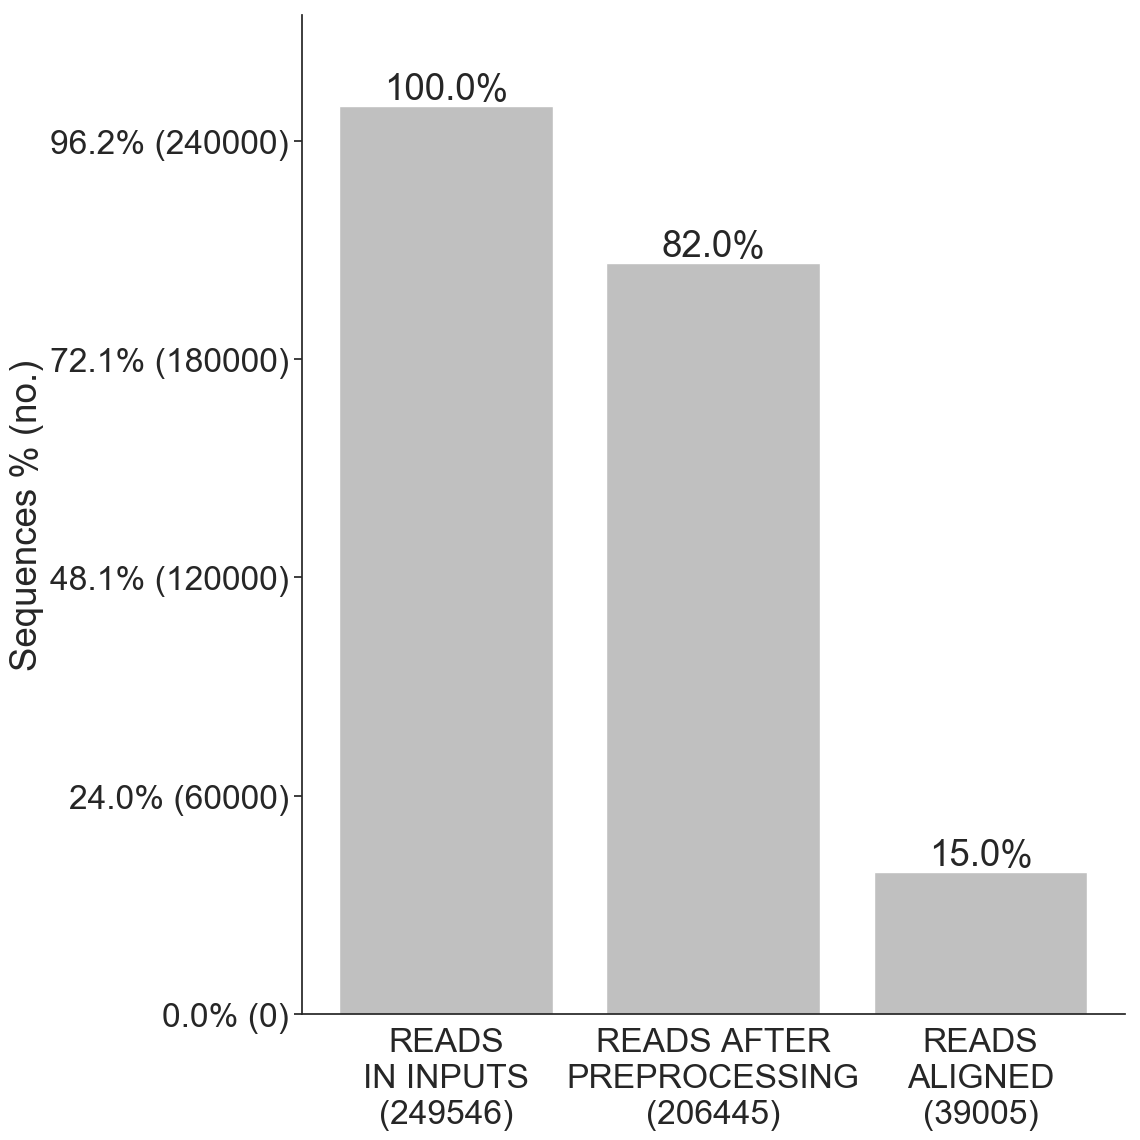 100.0%
96.2% (240000)
82.0%
72.1% (180000)
Sequences % (no.)
48.1% (120000)
24.0% (60000)
15.0%
0.0% (0)
READS
IN INPUTS
(249546)
READS AFTER
PREPROCESSING
(206445)
READS
ALIGNED
(39005)